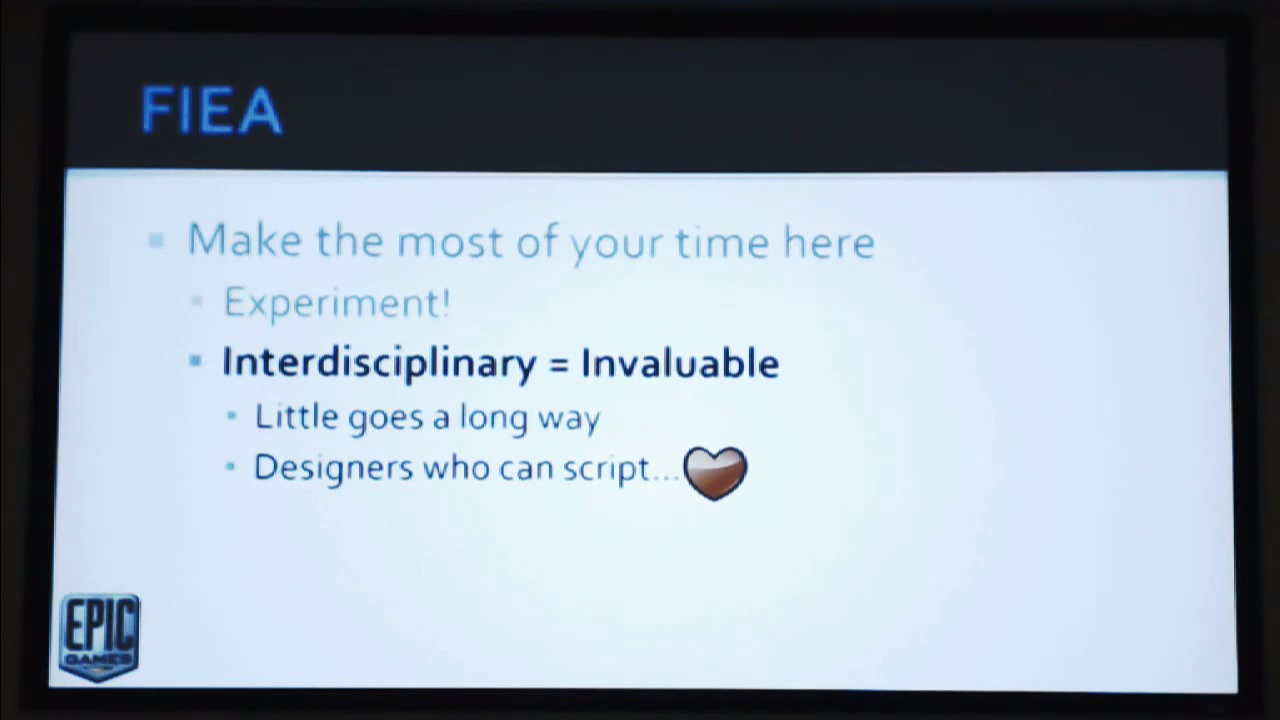 FIEA
Make the most of your time here
Experiment!
Interdisciplinary = Invaluable
Little goes a long way
Designers who can script...
EPIC
GAMES